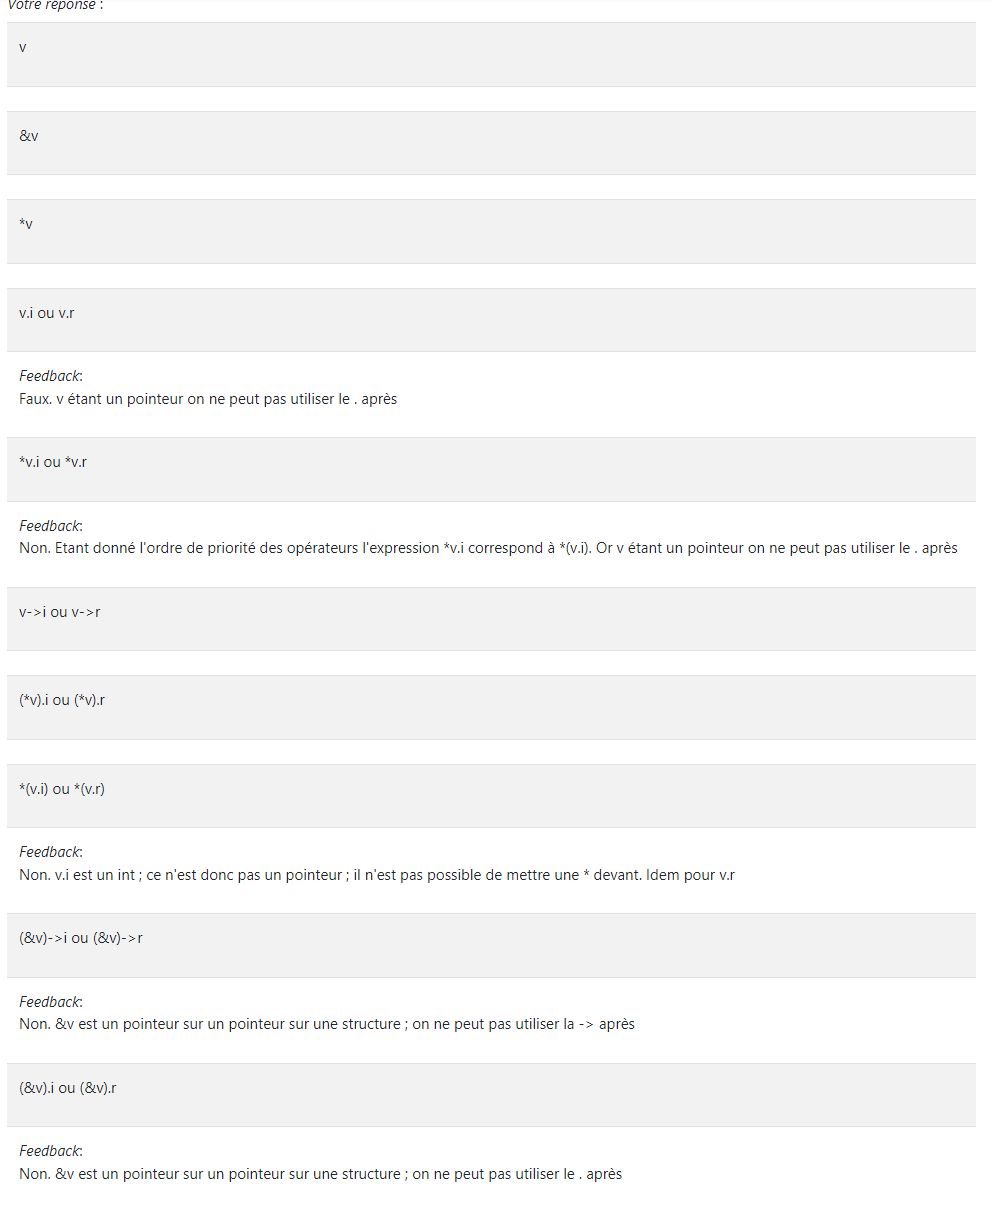 Votre réponse :
v
&v
*v
v.i ou v.r
Feedback:
Faux. v étant un pointeur on ne peut pas utiliser le . après
*v.i ou *v.r
Feedback:
Non. Etant donné l'ordre de priorité des opérateurs l'expression *v.i correspond à *(v.i). Or v étant un pointeur on ne peut pas utiliser le . après
v->i ou v->r
(*v).i ou (*v).r
*(v.i) ou *(v.r)
Feedback:
Non. v.i est un int ; ce n'est donc pas un pointeur ; il n'est pas possible de mettre une * devant. Idem pour v.r
(&v)->i ou (&v)->r
Feedback:
Non. &v est un pointeur sur un pointeur sur une structure ; on ne peut pas utiliser la -> après
(&v).i ou (&v).r
Feedback:
Non. &v est un pointeur sur un pointeur sur une structure ; on ne peut pas utiliser le . après